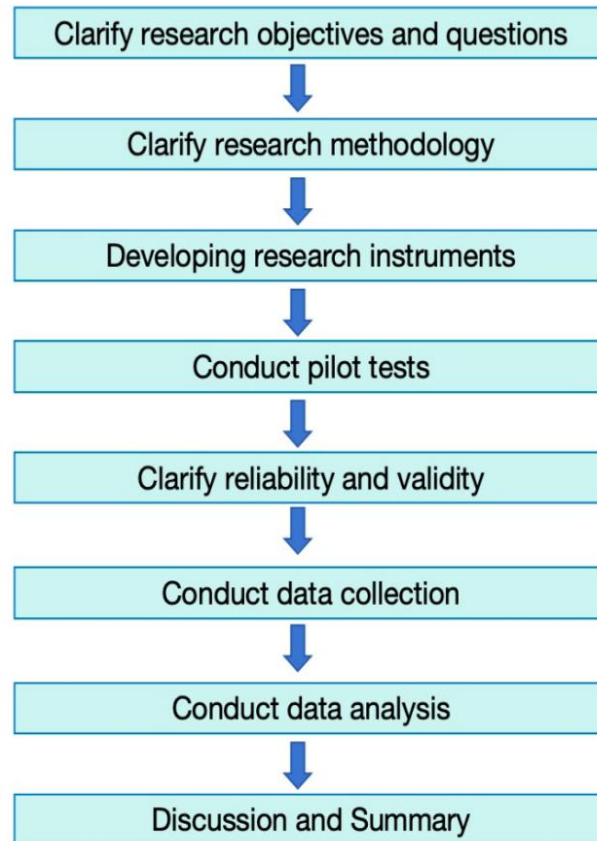 Clarify research objectives and questions
Clarify research methodology
Developing research instruments
Conduct pilot tests
Clarify reliability and validity
Conduct data collection
Conduct data analysis
Discussion and Summary